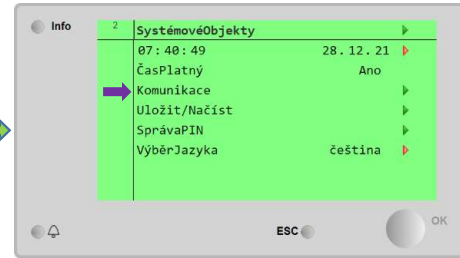 Info
2 SystémovéObjekty
07:40:49 28.12.21
ČasPlatný Ano
Komunikace
Uložit/Načíst
SprávaPIN
VýběrJazyka čeština
ESC
OK